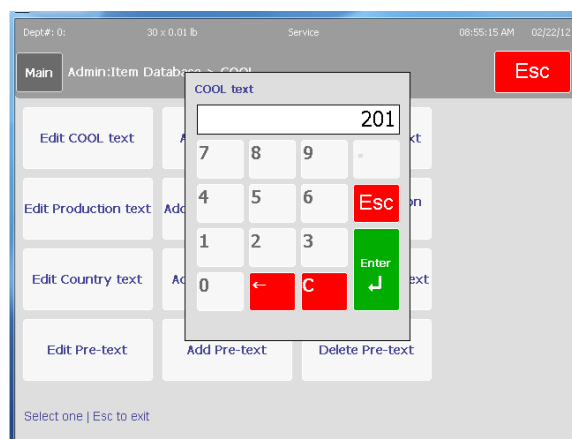 Dept#: 0: 30 x 0.01 lb Service 08:55:15 AM 02/22/12
Main Admin:Item Database > COOL Esc
COOL text
201
7 8 9 .
4 5 6 Esc
1 2 3 Enter
0 ← C ↵
Edit COOL text
Edit Production text
Edit Country text
Edit Pre-text Add Pre-text Delete Pre-text
Select one | Esc to exit